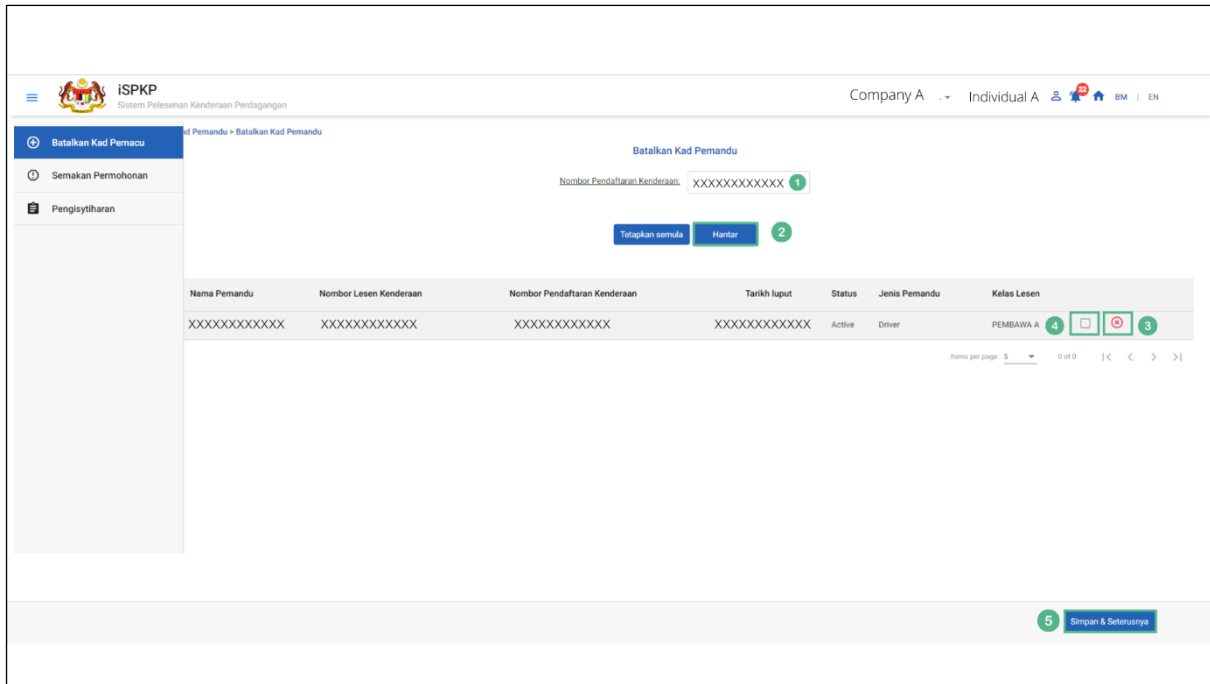 iSPKP
Sistem Pelesenan Kenderaan Perdagangan
Company A Individual A 22 BM | EN
Batalkan Kad Pemacu
Semakan Permohonan
Pengisytiharan
ad Pemandu > Batalkan Kad Pemandu
Batalkan Kad Pemandu
Nombor Pendaftaran Kenderaan: XXXXXXXXXXXX 1
Tetapkan semula Hantar 2
Nama Pemandu Nombor Lesen Kenderaan Nombor Pendaftaran Kenderaan Tarikh luput Status Jenis Pemandu Kelas Lesen
XXXXXXXXXXXX XXXXXXXXXXXX XXXXXXXXXXXX XXXXXXXXXXXX Active Driver PEMBAWA A 4 3
Items per page: 5 0 of 0
5 Simpan & Seterusnya